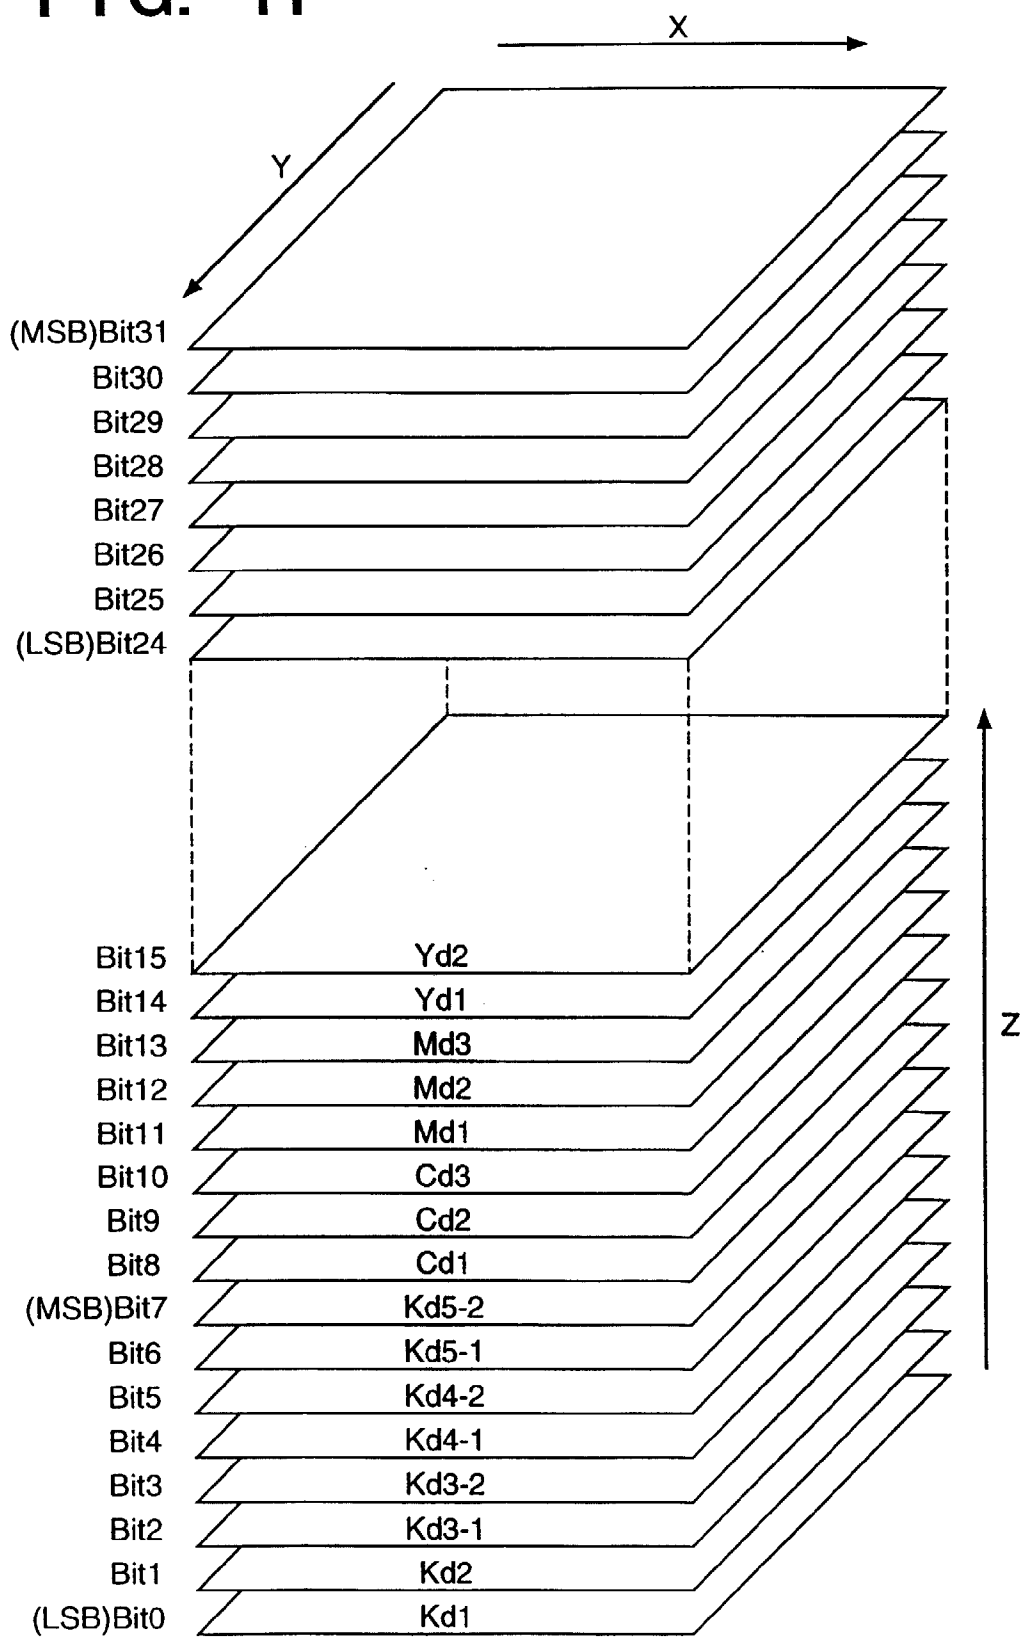 X
Y
(MSB)Bit31
Bit30
Bit29
Bit28
Bit27
Bit26
Bit25
(LSB)Bit24
Bit15 Yd2
Bit14 Yd1
Z
Bit13 Md3
Bit12 Md2
Bit11 Md1
Bit10 Cd3
Bit9 Cd2
Bit8 Cd1
(MSB)Bit7 Kd5-2
Bit6 Kd5-1
Bit5 Kd4-2
Bit4 Kd4-1
Bit3 Kd3-2
Bit2 Kd3-1
Bit1 Kd2
(LSB)Bit0 Kd1